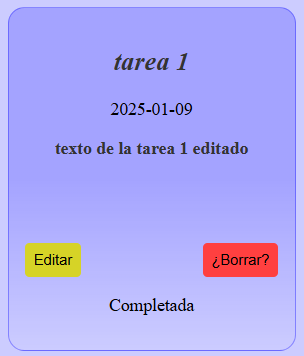 tarea 1
2025-01-09
texto de la tarea 1 editado
Editar
¿Borrar?
Completada